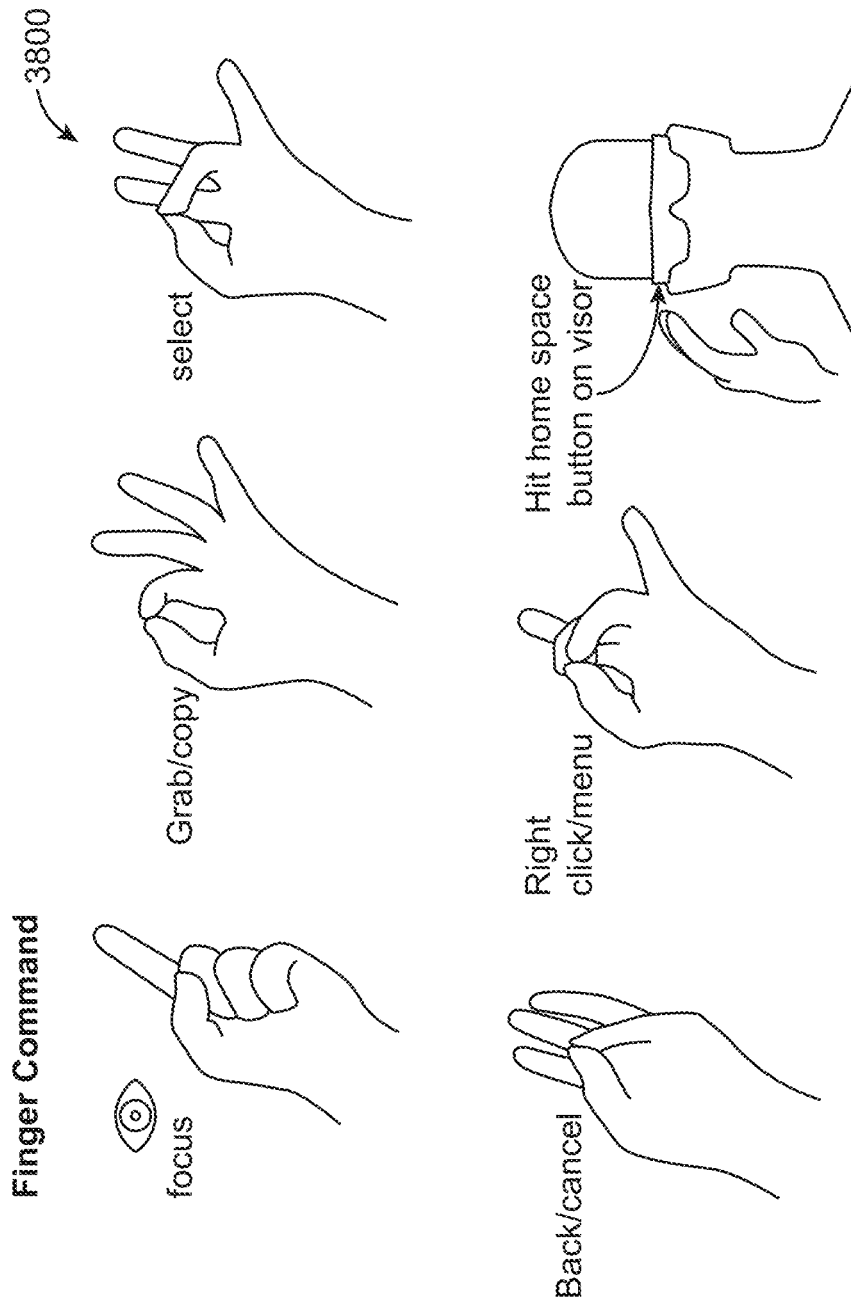 Finger Command
3800
focus
Grab/copy
select
Back/cancel
Right
click/menu
Hit home space
button on visor